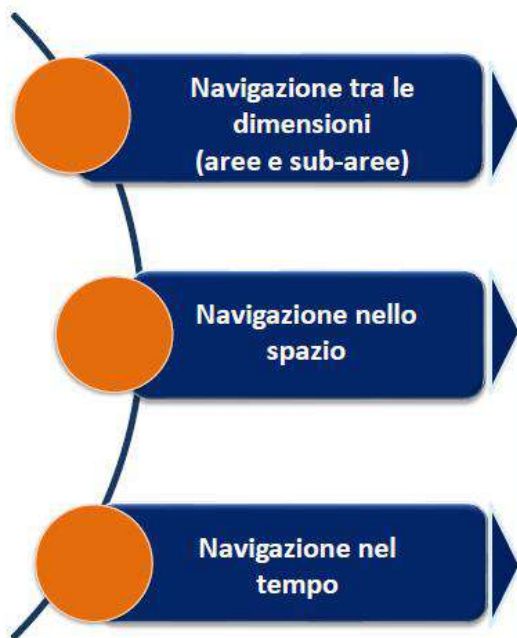 Navigazione tra le
dimensioni
(aree e sub-aree)
Navigazione nello
spazio
Navigazione nel
tempo